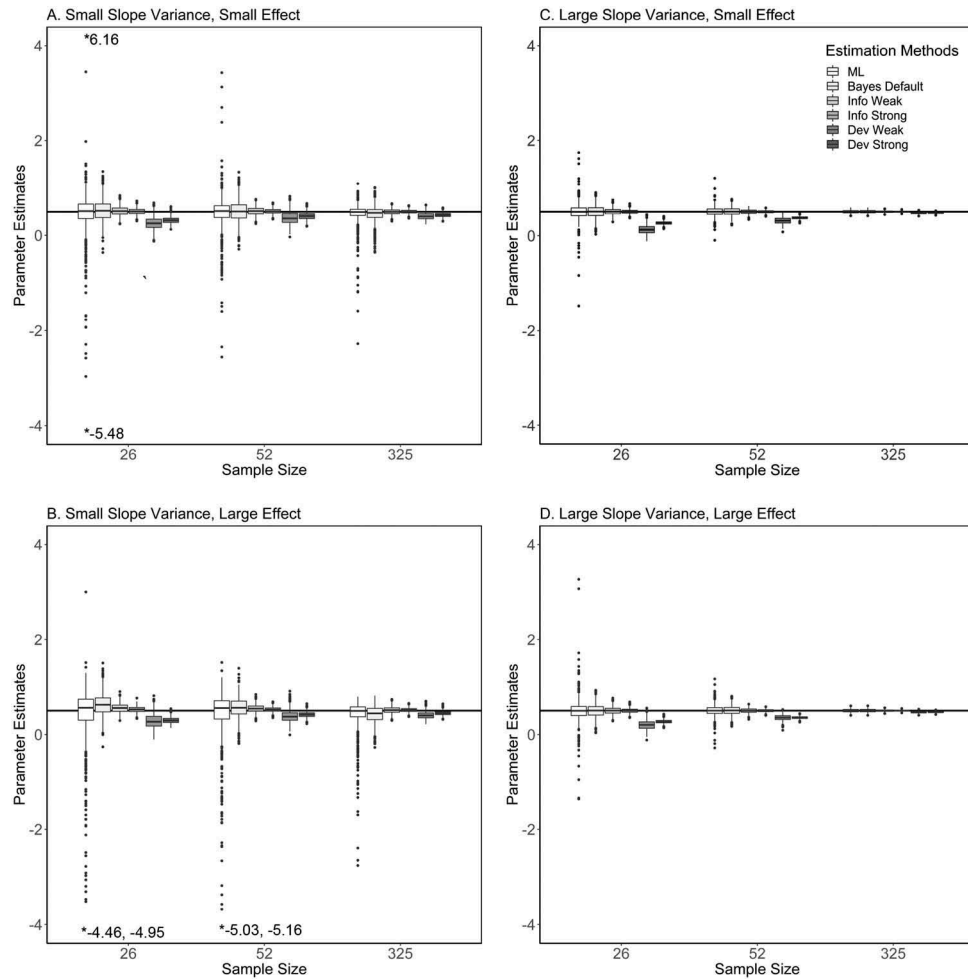 A. Small Slope Variance, Small Effect
*6.16
4
2
0
-2
-4
Parameter Estimates
*-5.48
26
52
325
Sample Size
C. Large Slope Variance, Small Effect
Estimation Methods
ML
Bayes Default
Info Weak
Info Strong
Dev Weak
Dev Strong
4
2
0
-2
-4
Parameter Estimates
26
52
325
Sample Size
B. Small Slope Variance, Large Effect
4
2
0
-2
-4
Parameter Estimates
*-4.46, -4.95
*-5.03, -5.16
26
52
325
Sample Size
D. Large Slope Variance, Large Effect
4
2
0
-2
-4
Parameter Estimates
26
52
325
Sample Size